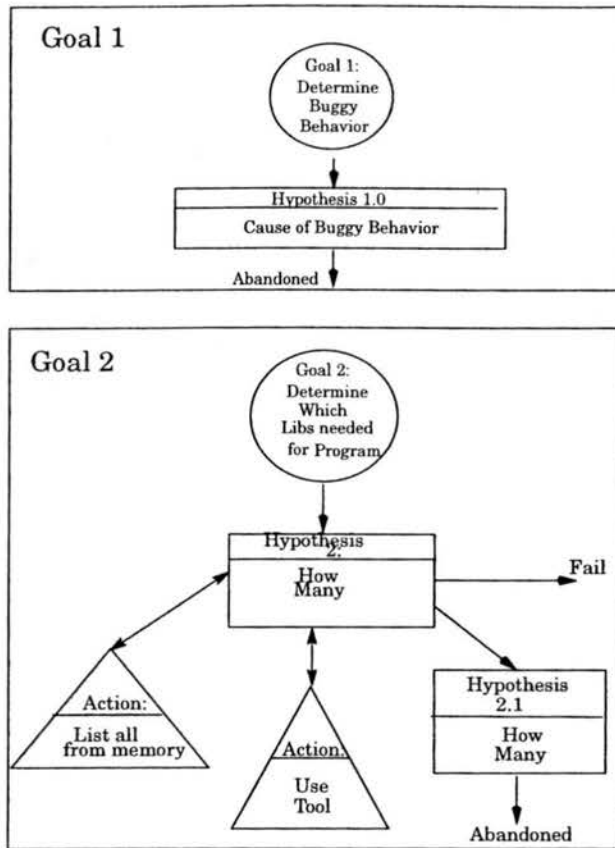 Goal 1
Goal 1:
Determine
Buggy
Behavior
Hypothesis 1.0
Cause of Buggy Behavior
Abandoned
Goal 2
Goal 2:
Determine
Which
Libs needed
for Program
Hypothesis
2.
How
Many
Fail
Action:
List all
from memory
Action:
Use
Tool
Hypothesis
2.1
How
Many
Abandoned